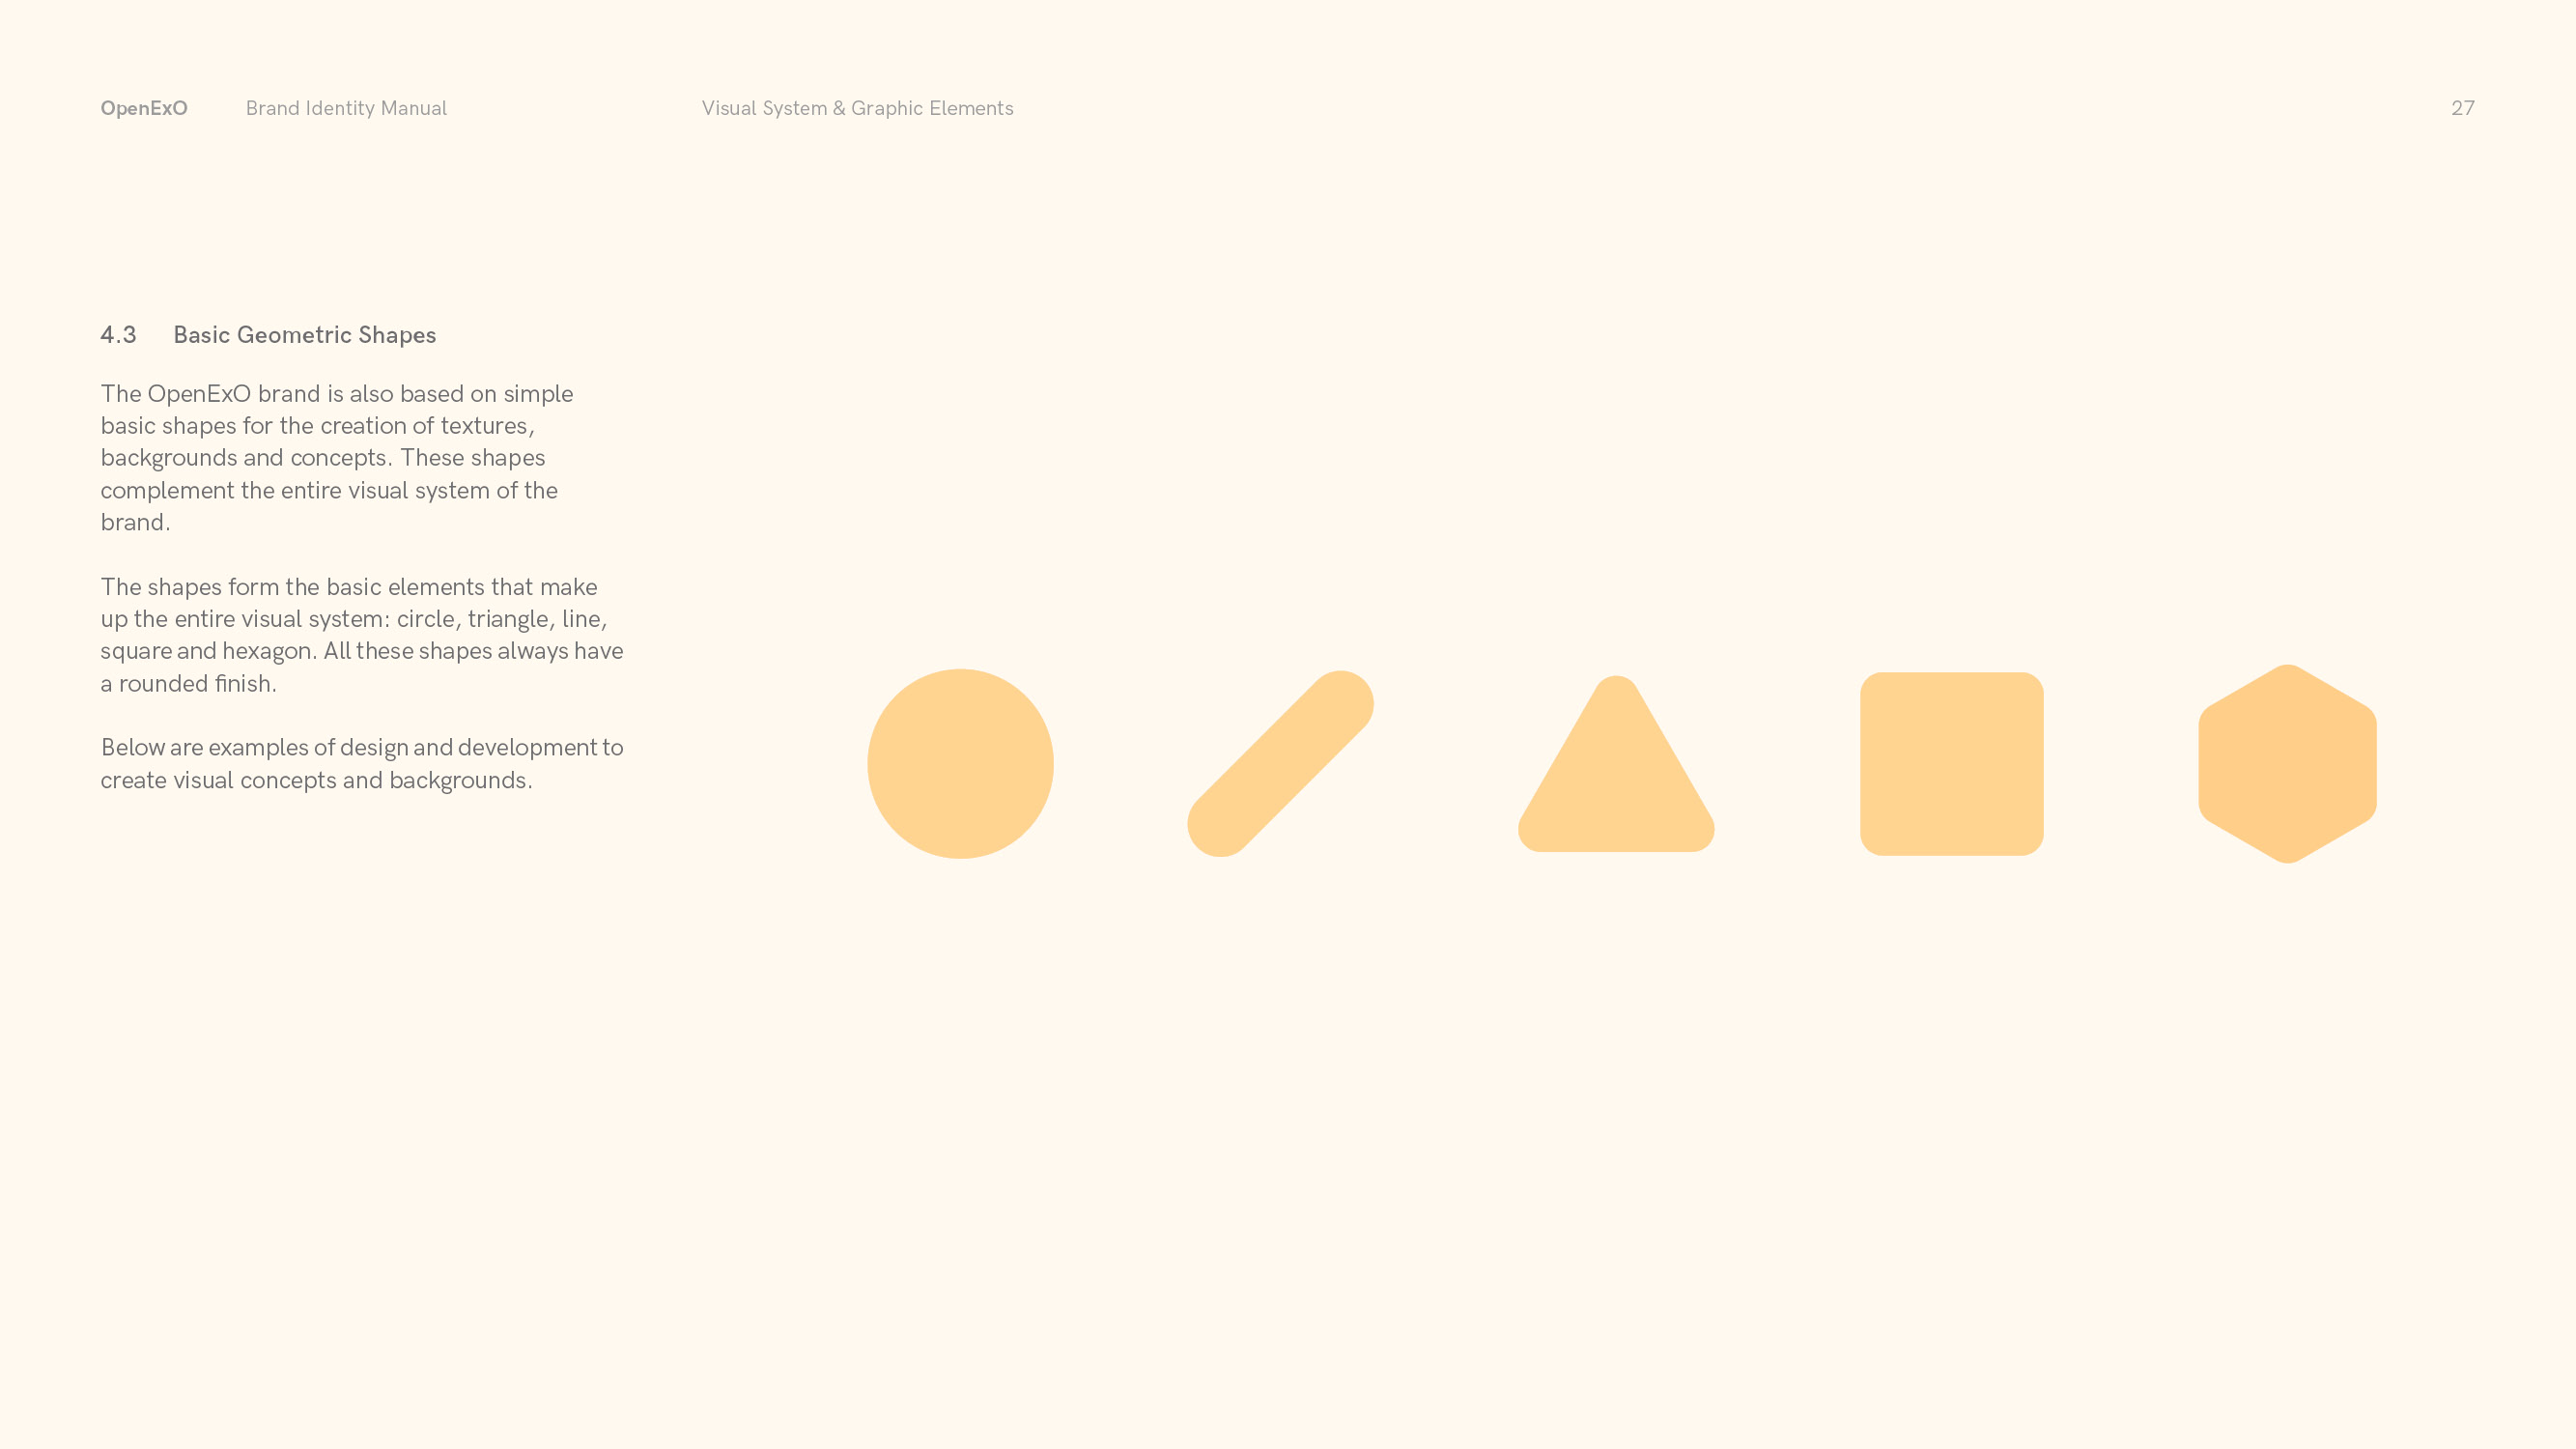 OpenExO Brand Identity Manual Visual System & Graphic Elements 27
4.3 Basic Geometric Shapes
The OpenExO brand is also based on simple
basic shapes for the creation of textures,
backgrounds and concepts. These shapes
complement the entire visual system of the
brand.
The shapes form the basic elements that make
up the entire visual system: circle, triangle, line,
square and hexagon. All these shapes always have
a rounded finish.
Below are examples of design and development to
create visual concepts and backgrounds.